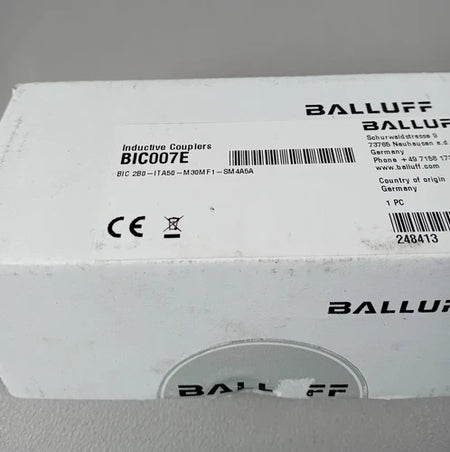 BALLUFF
BALLUFF
Schurwaldstrasse 9
73765 Neuhausen a.d.
Germany
Phone +49 7158 173
www.balluff.com
Inductive Couplers
BIC007E
BIC 2B0-ITA50-M30MF1-SM4A5A
Country of origin
Germany
1 PC
CE
248413
BALLUFF
BALLUFF